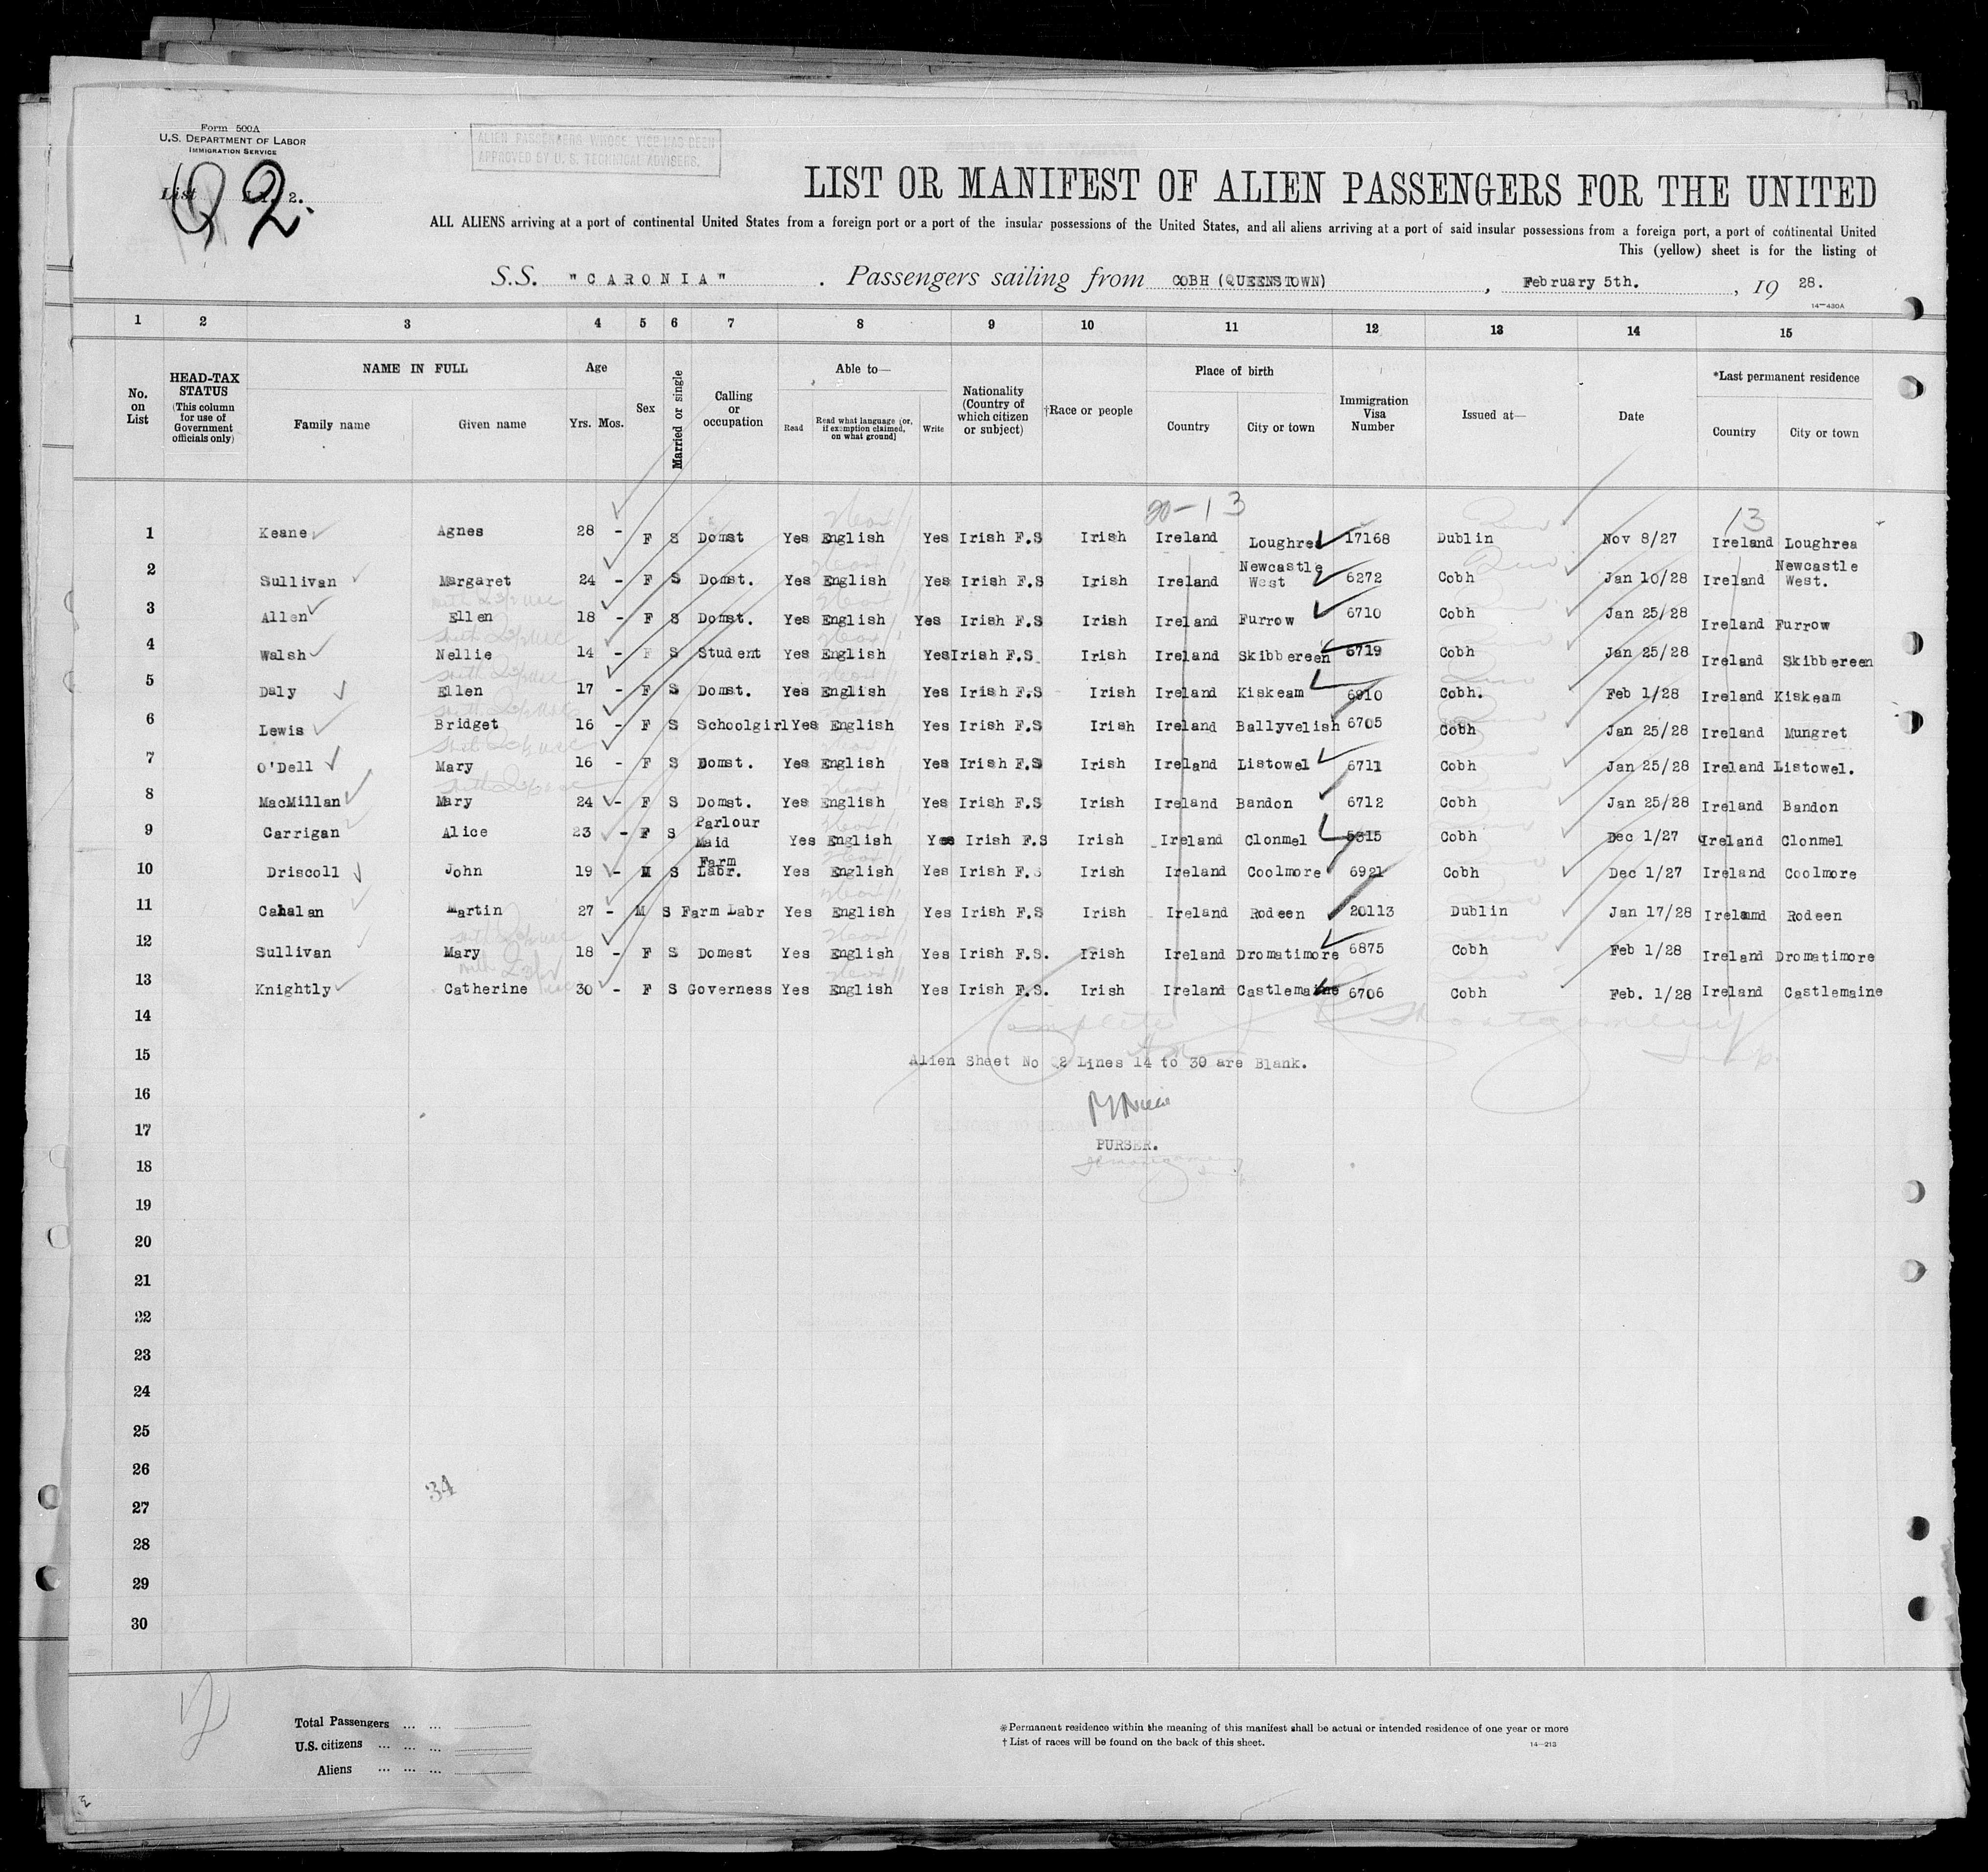 Form 500A
U.S. DEPARTMENT OF LABOR
IMMIGRATION SERVICE
ALIEN PASSENGERS WHOSE VICE HAS BEEN
APPROVED BY U. S. TECHNICAL ADVISERS.
List 2.
2.
LIST OR MANIFEST OF ALIEN PASSENGERS FOR THE UNITED
ALL ALIENS arriving at a port of continental United States from a foreign port or a port of the insular possessions of the United States, and all aliens arriving at a port of said insular possessions from a foreign port, a port of continental United
This (yellow) sheet is for the listing of
S.S. "CARONIA" . Passengers sailing from COBH (QUEENSTOWN) , February 5th. , 19 28.
14—430A
1 2 3 4 5 6 7 8 9 10 11 12 13 14 15
No. on List
HEAD-TAX STATUS (This column for use of Government officials only)
NAME IN FULL
Family name Given name
Age
Yrs. Mos.
Sex
Married or single
Calling or occupation
Able to—
Read
Read what language [or, if exemption claimed, on what ground]
Write
Nationality (Country of which citizen or subject)
†Race or people
Place of birth
Country City or town
Immigration Visa Number
Issued at—
Date
*Last permanent residence
Country City or town
20-13
13
1 Keane Agnes 28 - F S Domst Yes English Yes Irish F.S Irish Ireland Loughrea 17168 Dublin Nov 8/27 Ireland Loughrea
2 Sullivan Margaret 24 - F S Domst. Yes English Yes Irish F.S Irish Ireland Newcastle West 6272 Cobh Jan 10/28 Ireland Newcastle West.
3 Allen Ellen 18 - F S Domst. Yes English Yes Irish F.S Irish Ireland Furrow 6710 Cobh Jan 25/28 Ireland Furrow
4 Walsh Nellie 14 - F S Student Yes English Yes Irish F.S. Irish Ireland Skibbereen 6719 Cobh Jan 25/28 Ireland Skibbereen
5 Daly Ellen 17 - F S Domst. Yes English Yes Irish F.S Irish Ireland Kiskeam 6910 Cobh. Feb 1/28 Ireland Kiskeam
6 Lewis Bridget 16 - F S Schoolgirl Yes English Yes Irish F.S Irish Ireland Ballyvelish 6705 Cobh Jan 25/28 Ireland Mungret
7 O'Dell Mary 16 - F S Domst. Yes English Yes Irish F.S Irish Ireland Listowel 6711 Cobh Jan 25/28 Ireland Listowel.
8 MacMillan Mary 24 - F S Domst. Yes English Yes Irish F.S Irish Ireland Bandon 6712 Cobh Jan 25/28 Ireland Bandon
9 Carrigan Alice 23 - F S Parlour Maid Yes English Yes Irish F.S Irish Ireland Clonmel 5315 Cobh Dec 1/27 Ireland Clonmel
10 Driscoll John 19 - M S Farm Labr. Yes English Yes Irish F.S Irish Ireland Coolmore 6921 Cobh Dec 1/27 Ireland Coolmore
11 Cahalan Martin 27 - M S Farm Labr Yes English Yes Irish F.S Irish Ireland Rodeen 20113 Dublin Jan 17/28 Ireland Rodeen
12 Sullivan Mary 18 - F S Domest Yes English Yes Irish F.S. Irish Ireland Dromatimore 6875 Cobh Feb 1/28 Ireland Dromatimore
13 Knightly Catherine 30 - F S Governess Yes English Yes Irish F.S. Irish Ireland Castlemaine 6706 Cobh Feb. 1/28 Ireland Castlemaine
14
15 Alien Sheet No 2 Lines 14 to 30 are Blank.
16
17 PURSER.
18
19
20
21
22
23
24
25
26
34
27
28
29
30
Total Passengers ... ...
U.S. citizens ... ... ...
Aliens ... ... ...
*Permanent residence within the meaning of this manifest shall be actual or intended residence of one year or more
† List of races will be found on the back of this sheet.
14—213